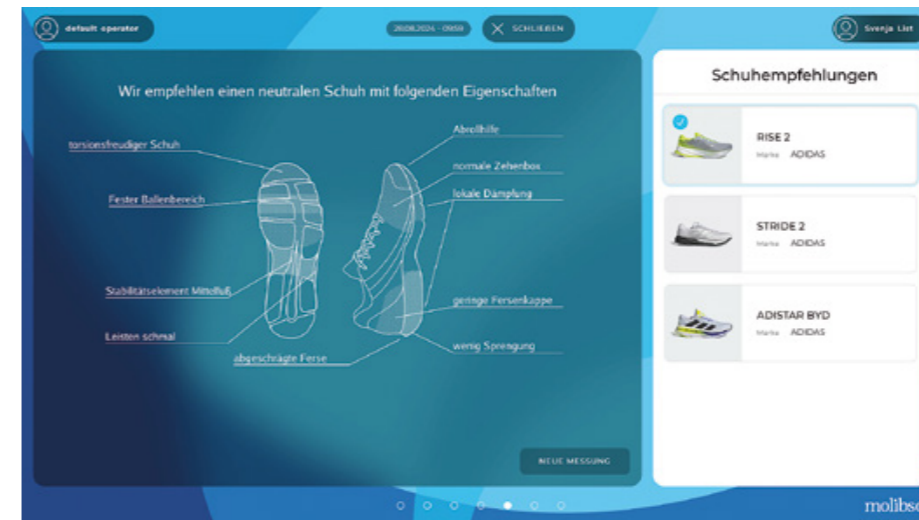 default operator
28.08.2024 - 09:59
SCHLIEßEN
Svenja List
Wir empfehlen einen neutralen Schuh mit folgenden Eigenschaften
torsionsfreudiger Schuh
Fester Ballenbereich
Stabilitätselement Mittelfuß
Leisten schmal
abgeschrägte Ferse
Abrollhilfe
normale Zehenbox
lokale Dämpfung
geringe Fersenkappe
wenig Sprengung
NEUE MESSUNG
Schuhempfehlungen
RISE 2
Marke ADIDAS
STRIDE 2
Marke ADIDAS
ADISTAR BYD
Marke ADIDAS